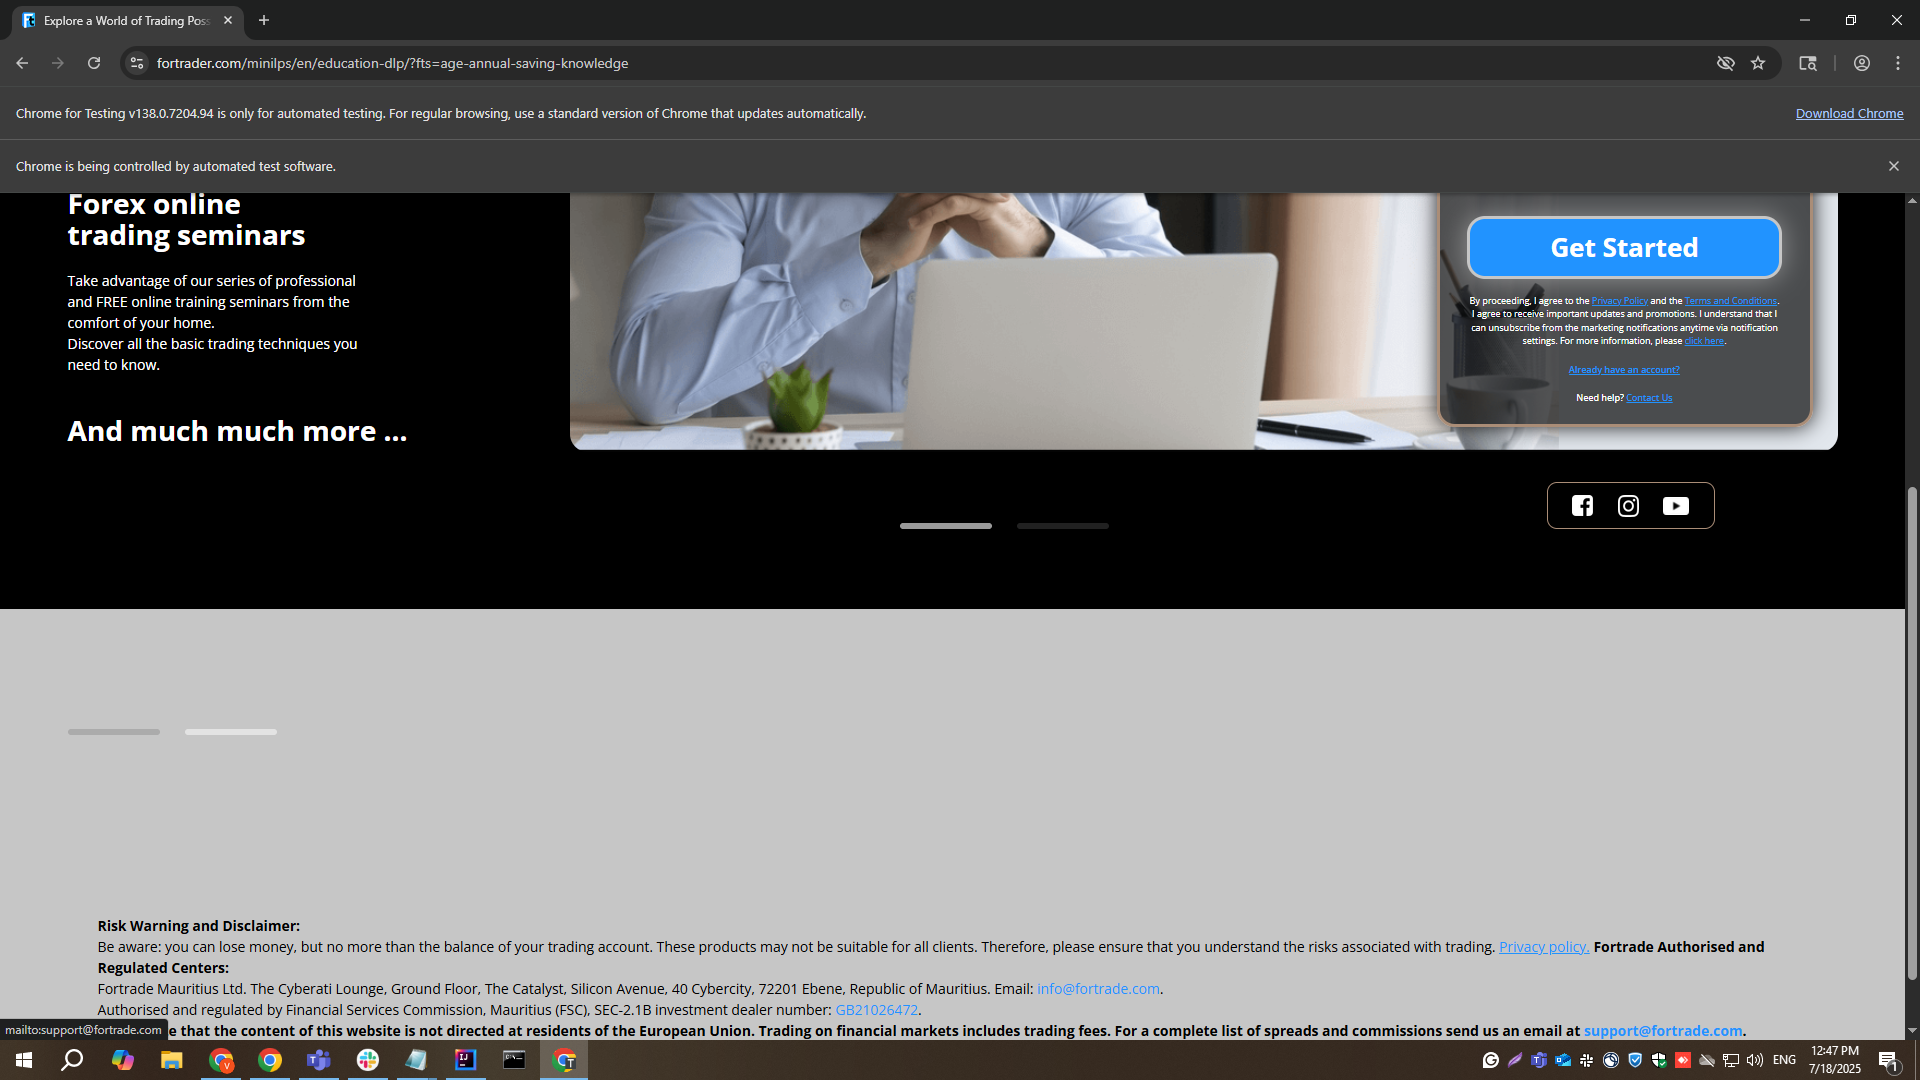 Explore a World of Trading Poss
fortrader.com/minilps/en/education-dlp/?fts=age-annual-saving-knowledge
Chrome for Testing v138.0.7204.94 is only for automated testing. For regular browsing, use a standard version of Chrome that updates automatically.
Download Chrome
Chrome is being controlled by automated test software.
Forex online
trading seminars
Take advantage of our series of professional
and FREE online training seminars from the
comfort of your home.
Discover all the basic trading techniques you
need to know.
And much much more ...
Get Started
By proceeding, I agree to the Privacy Policy and the Terms and Conditions.
I agree to receive important updates and promotions. I understand that I
can unsubscribe from the marketing notifications anytime via notification
settings. For more information, please click here.
Already have an account?
Need help? Contact Us
Risk Warning and Disclaimer:
Be aware: you can lose money, but no more than the balance of your trading account. These products may not be suitable for all clients. Therefore, please ensure that you understand the risks associated with trading. Privacy policy. Fortrade Authorised and
Regulated Centers:
Fortrade Mauritius Ltd. The Cyberati Lounge, Ground Floor, The Catalyst, Silicon Avenue, 40 Cybercity, 72201 Ebene, Republic of Mauritius. Email: info@fortrade.com.
Authorised and regulated by Financial Services Commission, Mauritius (FSC), SEC-2.1B investment dealer number: GB21026472.
e that the content of this website is not directed at residents of the European Union. Trading on financial markets includes trading fees. For a complete list of spreads and commissions send us an email at support@fortrade.com.
mailto:support@fortrade.com
ENG
12:47 PM
7/18/2025
1